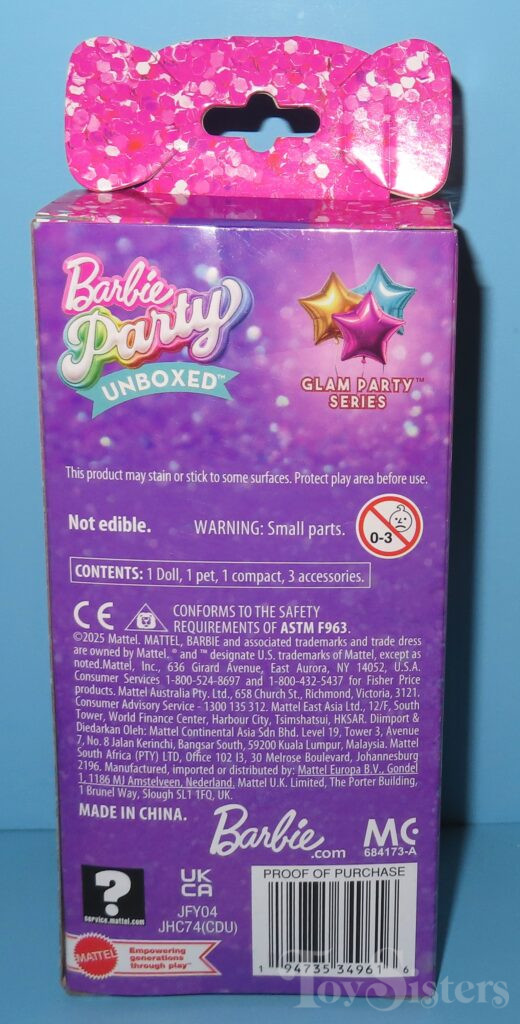 Barbie
Party
UNBOXED™
GLAM PARTY™
SERIES
This product may stain or stick to some surfaces. Protect play area before use.
Not edible.
WARNING: Small parts.
0-3
CONTENTS: 1 Doll, 1 pet, 1 compact, 3 accessories.
CE
CONFORMS TO THE SAFETY
REQUIREMENTS OF ASTM F963.
©2025 Mattel. MATTEL, BARBIE and associated trademarks and trade dress
are owned by Mattel. ® and ™ designate U.S. trademarks of Mattel, except as
noted.Mattel, Inc., 636 Girard Avenue, East Aurora, NY 14052, U.S.A.
Consumer Services 1-800-524-8697 and 1-800-432-5437 for Fisher Price
products. Mattel Australia Pty. Ltd., 658 Church St., Richmond, Victoria, 3121.
Consumer Advisory Service - 1300 135 312. Mattel East Asia Ltd., 12/F, South
Tower, World Finance Center, Harbour City, Tsimshatsui, HKSAR. Diimport &
Diedarkan Oleh: Mattel Continental Asia Sdn Bhd. Level 19, Tower 3, Avenue
7, No. 8 Jalan Kerinchi, Bangsar South, 59200 Kuala Lumpur, Malaysia. Mattel
South Africa (PTY) LTD, Office 102 I3, 30 Melrose Boulevard, Johannesburg
2196. Manufactured, imported or distributed by: Mattel Europa B.V., Gondel
1, 1186 MJ Amstelveen, Nederland. Mattel U.K. Limited, The Porter Building,
1 Brunel Way, Slough SL1 1FQ, UK.
MADE IN CHINA.
Barbie
.com
MC
684173-A
?
service.mattel.com
UK
CA
JFY04
JHC74(CDU)
PROOF OF PURCHASE
1 94735 34961 6
MATTEL
Empowering
generations
through play™
ToySisters